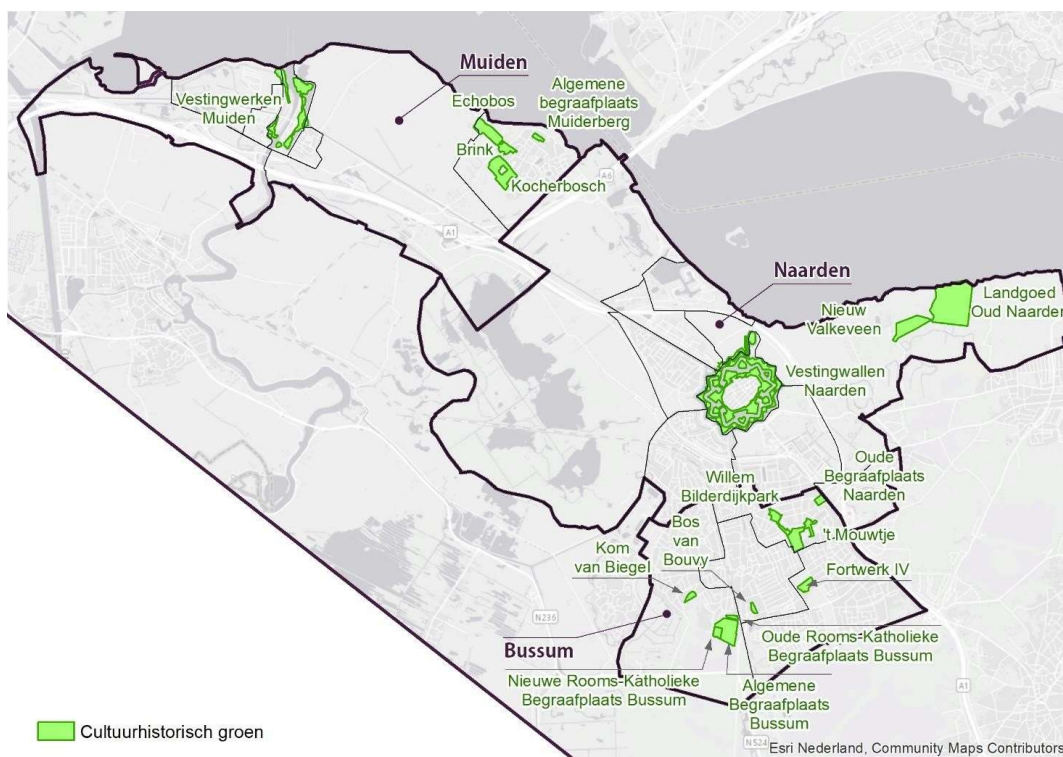 Muiden
Vestingwerken
Muiden
Echobos
Algemene
begraafplaats
Muiderberg
Brink
Kocherbosch
A6
A1
Naarden
Nieuw
Valkeveen
Landgoed
Oud Naarden
Vestingwallen
Naarden
Oude
Begraafplaats
Naarden
Willem
Bilderdijkpark
Bos
van
Bouvy
't Mouwtje
Kom
van Biegel
Fortwerk IV
N236
Bussum
Oude Rooms-Katholieke
Begraafplaats Bussum
Nieuwe Rooms-Katholieke
Begraafplaats Bussum
Algemene
Begraafplaats
Bussum
A1
N524
Cultuurhistorisch groen
Esri Nederland, Community Maps Contributors